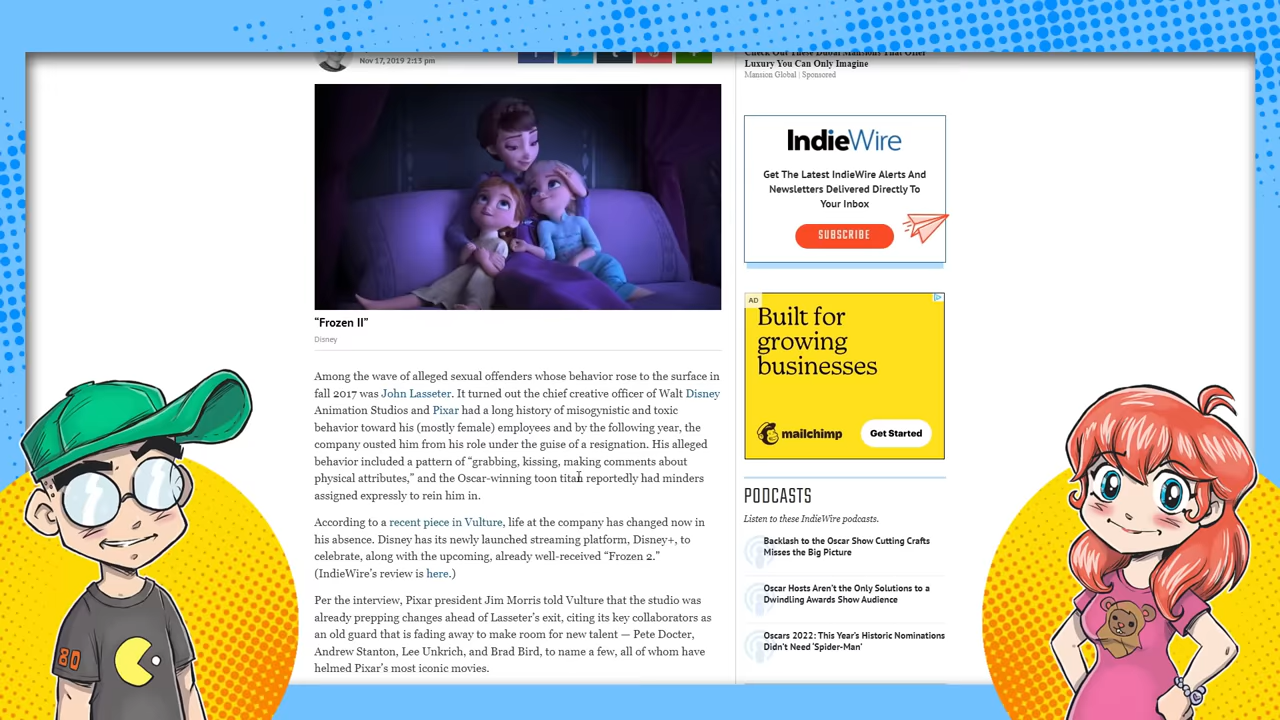 Nov 17, 2019 2:13 pm
“Frozen II”
Disney
Among the wave of alleged sexual offenders whose behavior rose to the surface in
fall 2017 was John Lasseter. It turned out the chief creative officer of Walt Disney
Animation Studios and Pixar had a long history of misogynistic and toxic
behavior toward his (mostly female) employees and by the following year, the
company ousted him from his role under the guise of a resignation. His alleged
behavior included a pattern of “grabbing, kissing, making comments about
physical attributes,” and the Oscar-winning toon titan reportedly had minders
assigned expressly to rein him in.
According to a recent piece in Vulture, life at the company has changed now in
his absence. Disney has its newly launched streaming platform, Disney+, to
celebrate, along with the upcoming, already well-received “Frozen 2.”
(IndieWire’s review is here.)
Per the interview, Pixar president Jim Morris told Vulture that the studio was
already prepping changes ahead of Lasseter’s exit, citing its key collaborators as
an old guard that is fading away to make room for new talent — Pete Docter,
Andrew Stanton, Lee Unkrich, and Brad Bird, to name a few, all of whom have
helmed Pixar’s most iconic movies.
Check Out These Dubai Mansions That Offer
Luxury You Can Only Imagine
Mansion Global | Sponsored
IndieWire
Get The Latest IndieWire Alerts And
Newsletters Delivered Directly To
Your Inbox
SUBSCRIBE
AD
Built for
growing
businesses
mailchimp
Get Started
PODCASTS
Listen to these IndieWire podcasts.
Backlash to the Oscar Show Cutting Crafts
Misses the Big Picture
Oscar Hosts Aren’t the Only Solutions to a
Dwindling Awards Show Audience
Oscars 2022: This Year’s Historic Nominations
Didn’t Need ‘Spider-Man’
80